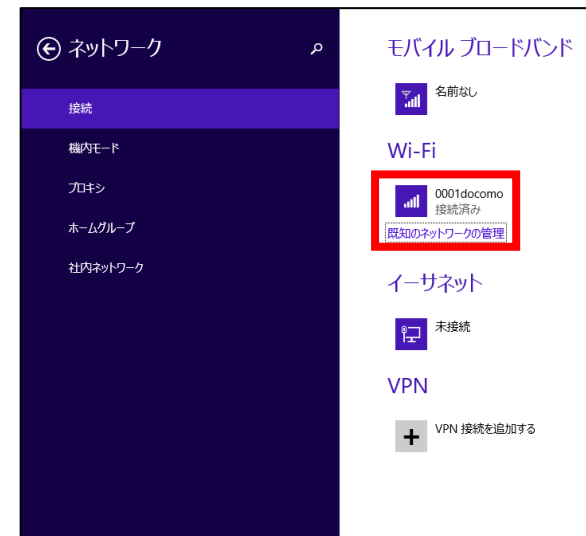 ネットワーク
接続
機内モード
プロキシ
ホームグループ
社内ネットワーク
モバイル ブロードバンド
名前なし
Wi-Fi
0001docomo
接続済み
既知のネットワークの管理
イーサネット
未接続
VPN
VPN 接続を追加する